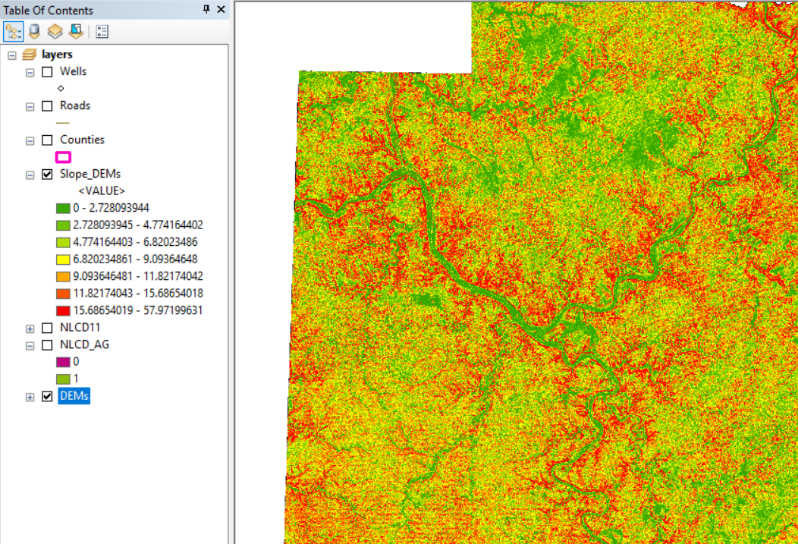 Table Of Contents
layers
Wells
Roads
Counties
Slope_DEMs
<VALUE>
0 - 2.728093944
2.728093945 - 4.774164402
4.774164403 - 6.82023486
6.820234861 - 9.09364648
9.093646481 - 11.82174042
11.82174043 - 15.68654018
15.68654019 - 57.97199631
NLCD11
NLCD_AG
0
1
DEMs